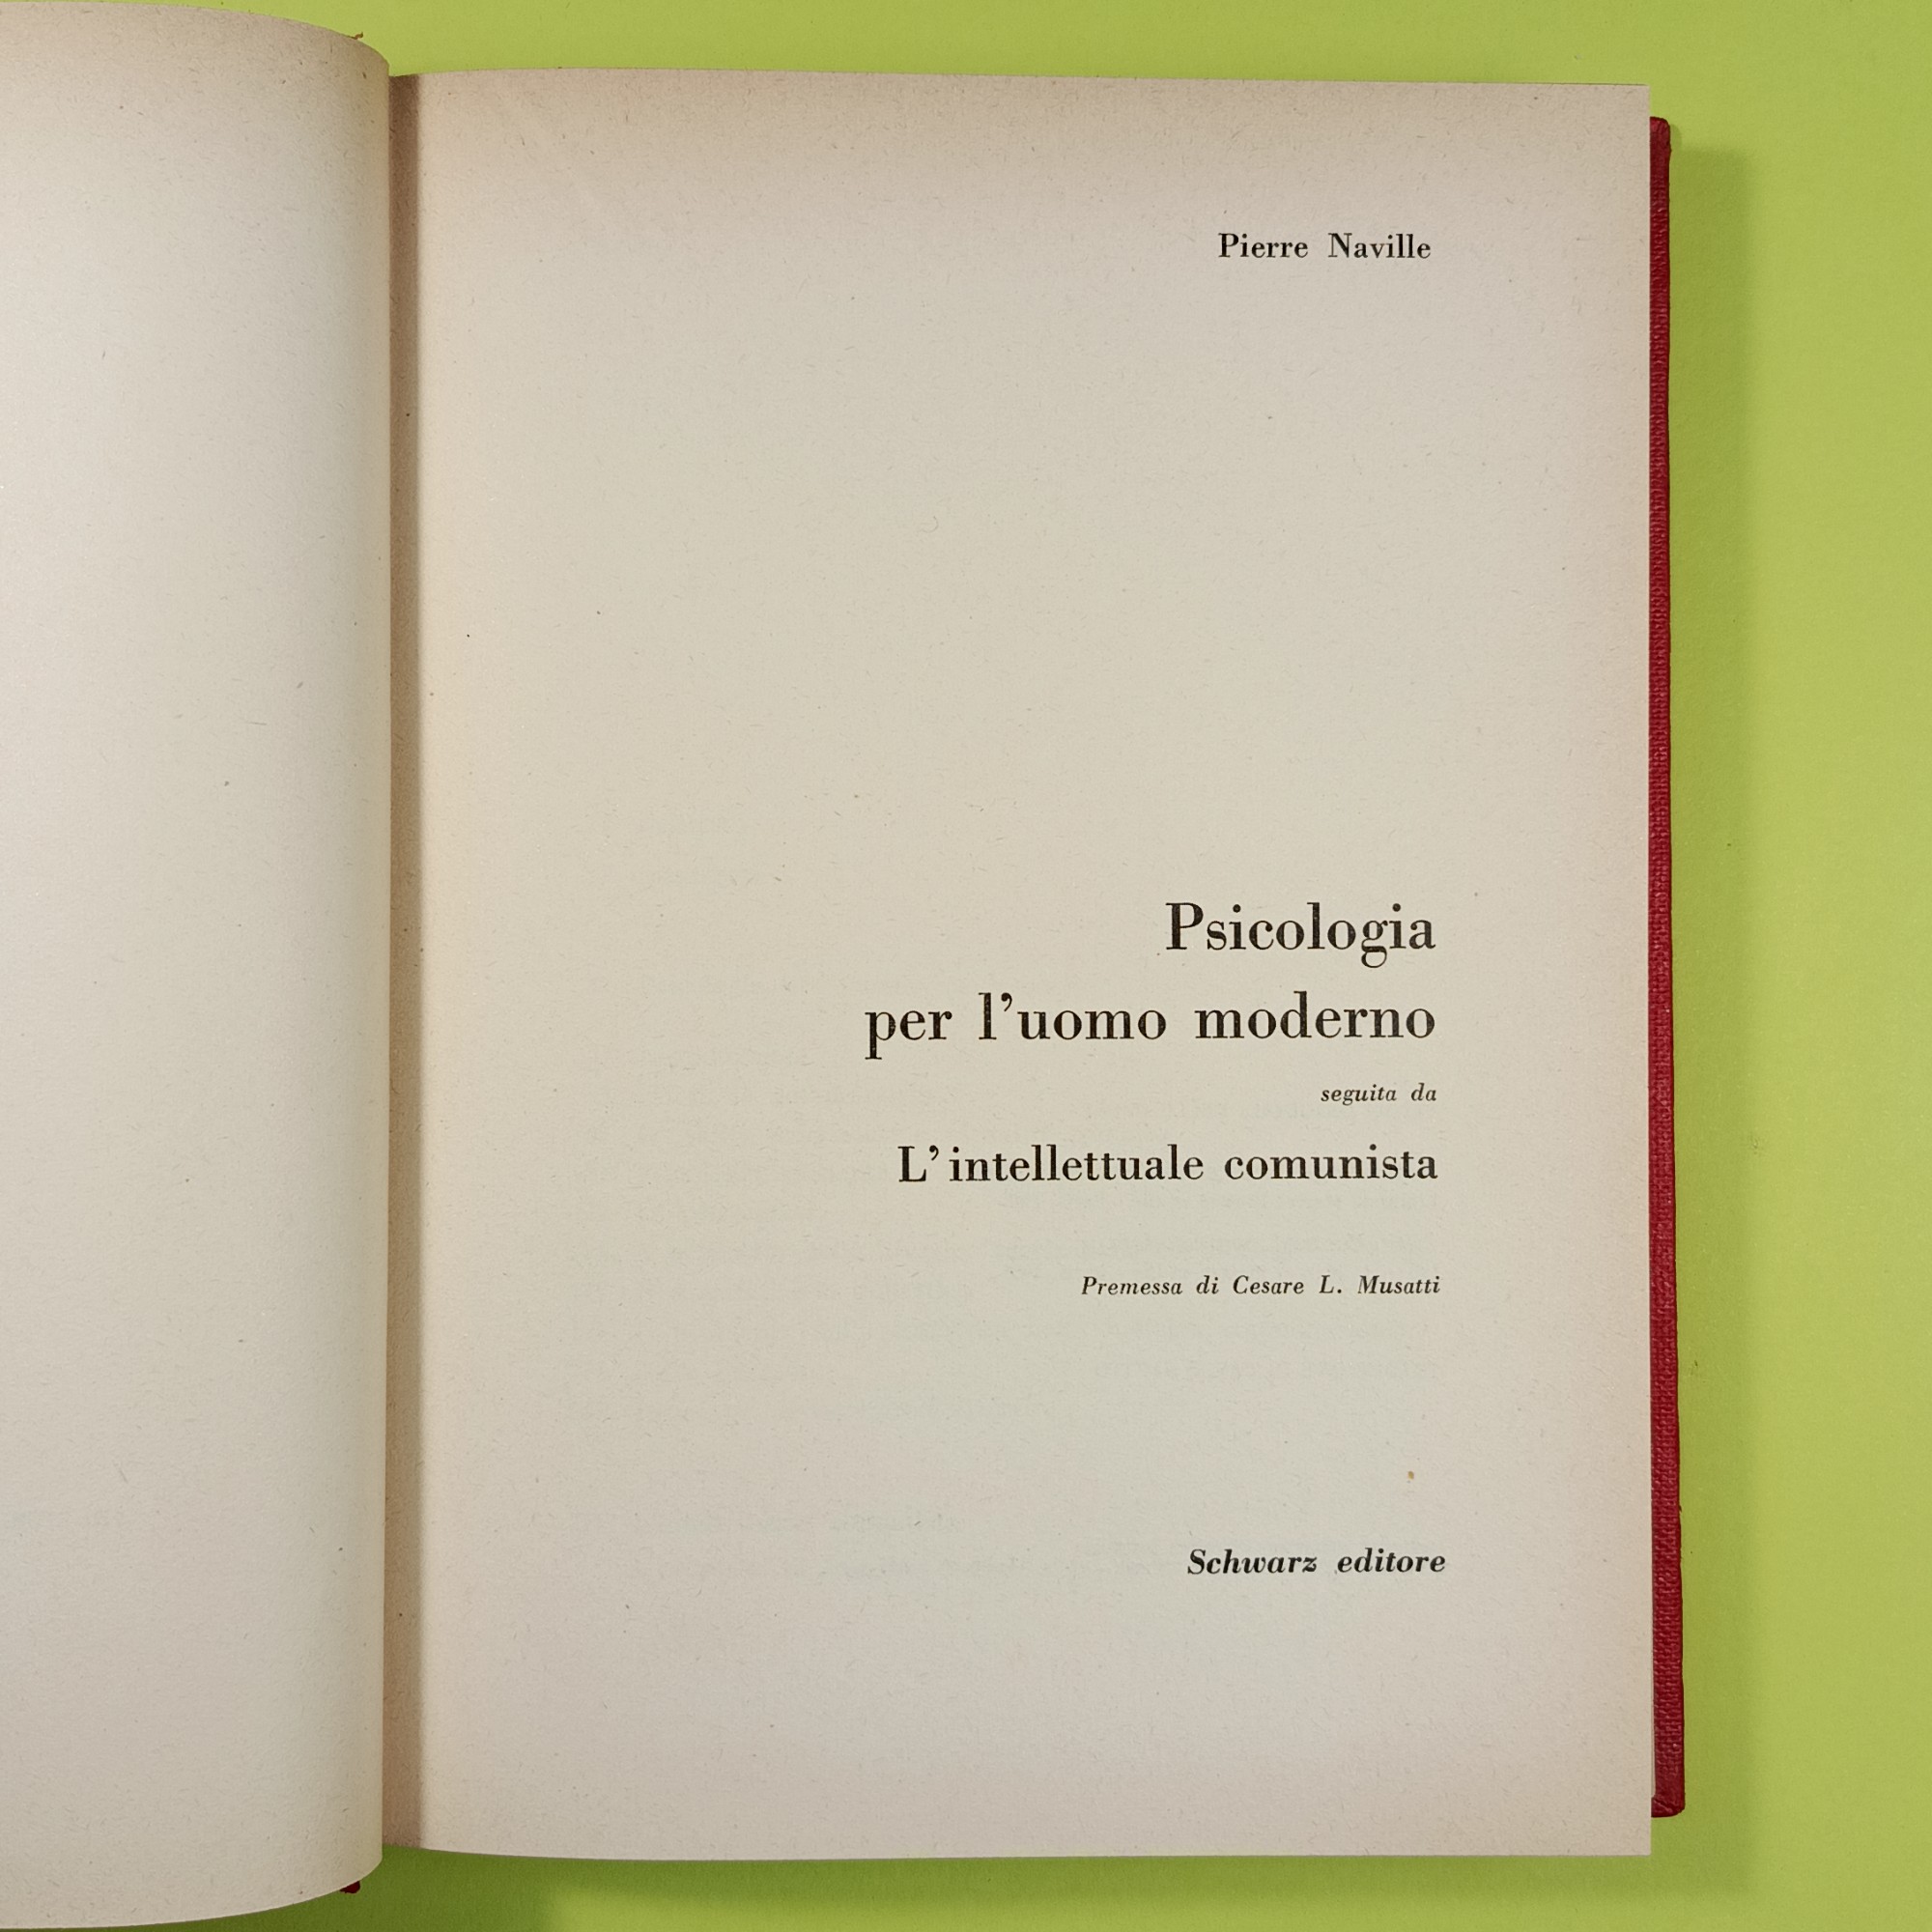 Pierre Naville
Psicologia
per l'uomo moderno
seguita da
L'intellettuale comunista
Premessa di Cesare L. Musatti
Schwarz editore